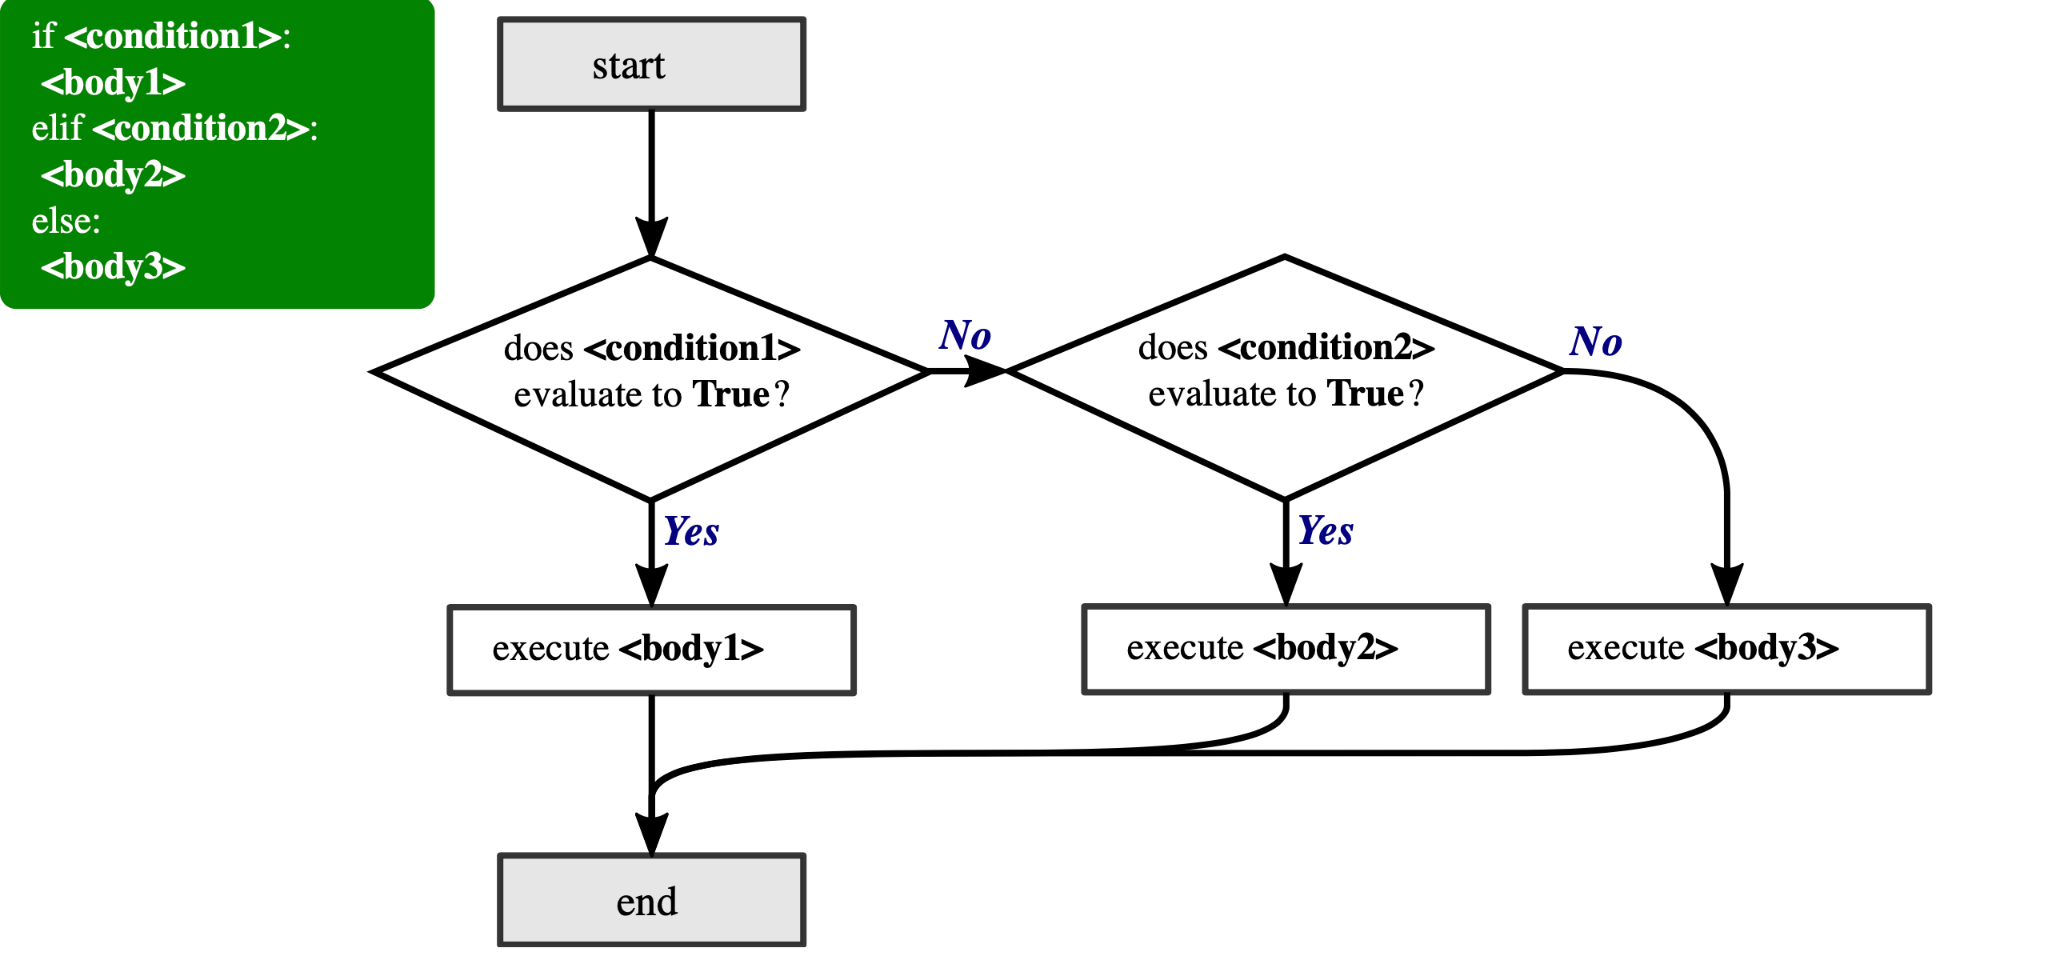 if <condition1>:
<body1>
elif <condition2>:
<body2>
else:
<body3>
start
does <condition1>
evaluate to True?
No
does <condition2>
evaluate to True?
No
Yes
Yes
execute <body1>
execute <body2>
execute <body3>
end